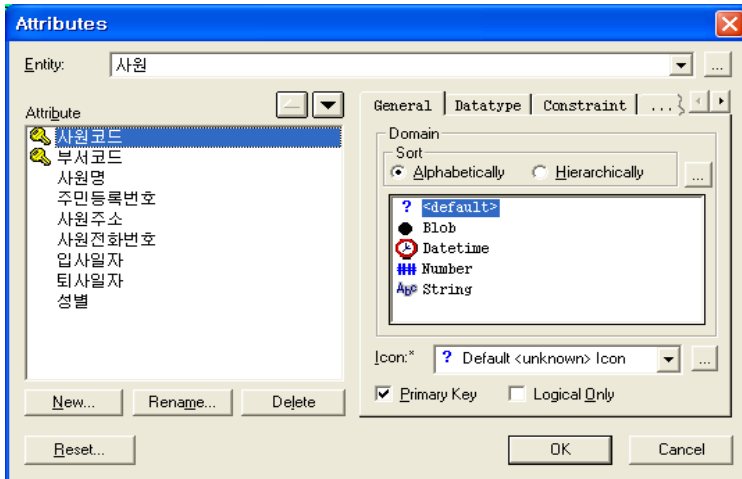 Attributes
Entity: 사원 ...
Attribute
사원코드
부서코드
사원명
주민등록번호
사원주소
사원전화번호
입사일자
퇴사일자
성별
New... Rename... Delete
Reset...
General Datatype Constraint ...
Domain
Sort
Alphabetically Hierarchically ...
? <default>
Blob
Datetime
## Number
Abc String
Icon:* ? Default <unknown> Icon ...
Primary Key Logical Only
OK Cancel